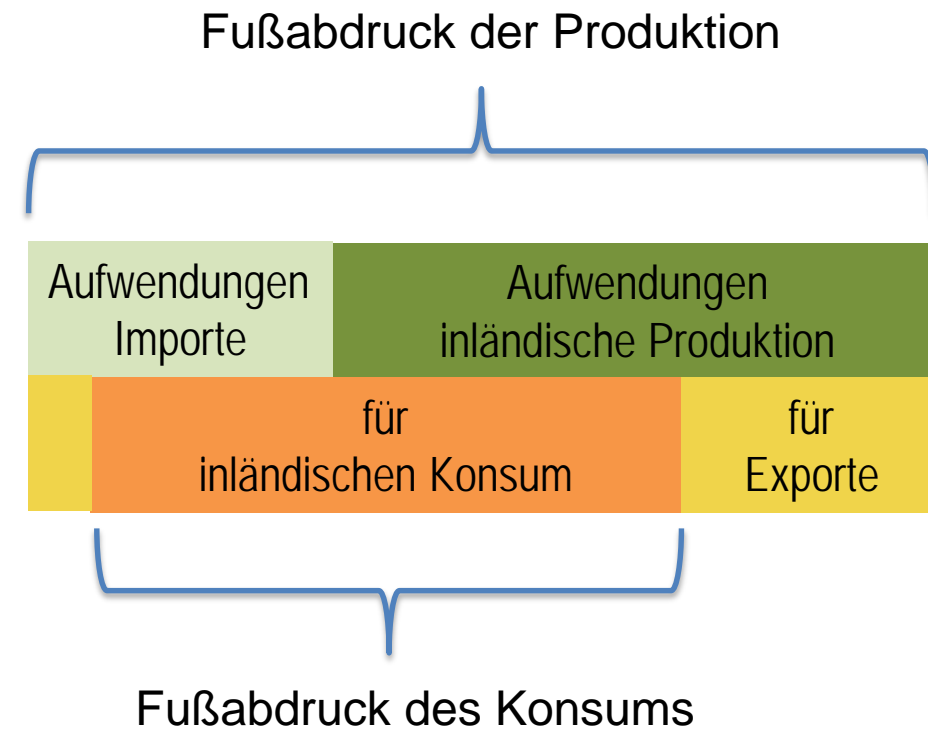 Fußabdruck der Produktion
Aufwendungen
Importe
Aufwendungen
inländische Produktion
für
inländischen Konsum
für
Exporte
Fußabdruck des Konsums